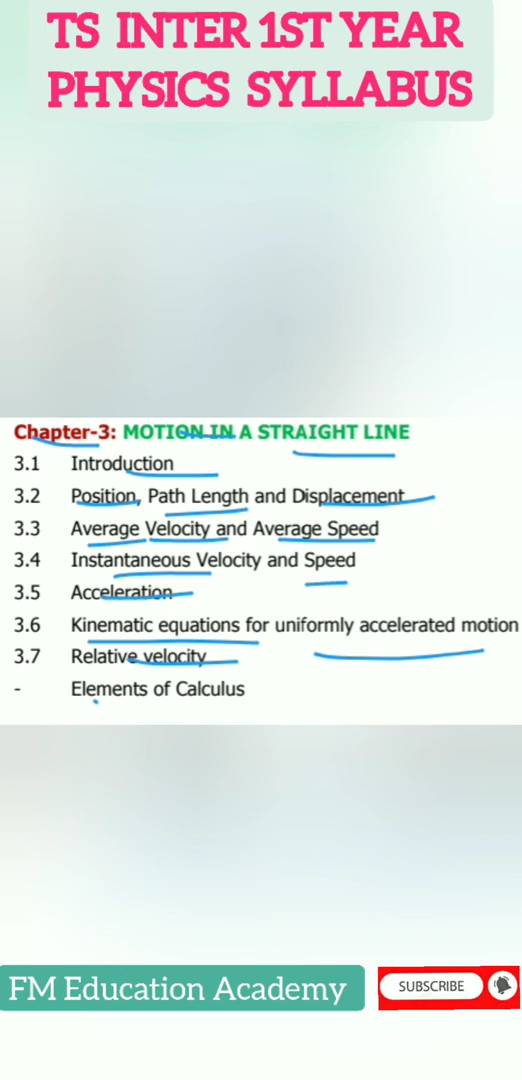 TS INTER 1ST YEAR
PHYSICS SYLLABUS
Chapter-3: MOTION IN A STRAIGHT LINE
3.1 Introduction
3.2 Position, Path Length and Displacement
3.3 Average Velocity and Average Speed
3.4 Instantaneous Velocity and Speed
3.5 Acceleration
3.6 Kinematic equations for uniformly accelerated motion
3.7 Relative velocity
- Elements of Calculus
FM Education Academy
SUBSCRIBE